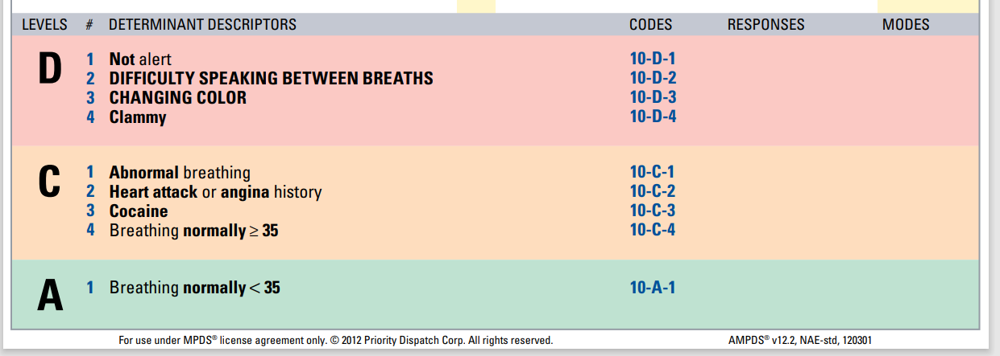 LEVELS # DETERMINANT DESCRIPTORS CODES RESPONSES MODES
D 1 Not alert 10-D-1
2 DIFFICULTY SPEAKING BETWEEN BREATHS 10-D-2
3 CHANGING COLOR 10-D-3
4 Clammy 10-D-4
C 1 Abnormal breathing 10-C-1
2 Heart attack or angina history 10-C-2
3 Cocaine 10-C-3
4 Breathing normally ≥ 35 10-C-4
A 1 Breathing normally < 35 10-A-1
For use under MPDS® license agreement only. © 2012 Priority Dispatch Corp. All rights reserved. AMPDS® v12.2, NAE-std, 120301